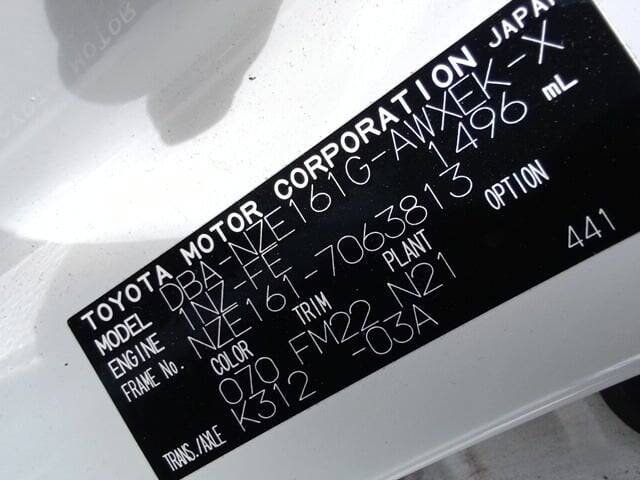 TOYOTA MOTOR CORPORATION JAPAN
MODEL DBA-NZE161G-AWXEK-X
ENGINE 1NZ-FE 1496 mL
FRAME No. NZE161-7063813
COLOR TRIM PLANT OPTION
070 FM22 N21 441
TRANS./AXLE K312 -03A